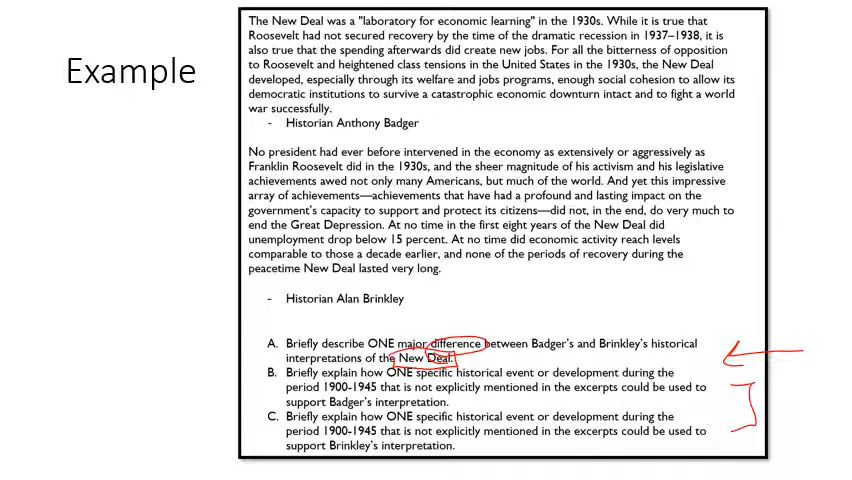 Example
The New Deal was a "laboratory for economic learning" in the 1930s. While it is true that
Roosevelt had not secured recovery by the time of the dramatic recession in 1937–1938, it is
also true that the spending afterwards did create new jobs. For all the bitterness of opposition
to Roosevelt and heightened class tensions in the United States in the 1930s, the New Deal
developed, especially through its welfare and jobs programs, enough social cohesion to allow its
democratic institutions to survive a catastrophic economic downturn intact and to fight a world
war successfully.
- Historian Anthony Badger
No president had ever before intervened in the economy as extensively or aggressively as
Franklin Roosevelt did in the 1930s, and the sheer magnitude of his activism and his legislative
achievements awed not only many Americans, but much of the world. And yet this impressive
array of achievements—achievements that have had a profound and lasting impact on the
government's capacity to support and protect its citizens—did not, in the end, do very much to
end the Great Depression. At no time in the first eight years of the New Deal did
unemployment drop below 15 percent. At no time did economic activity reach levels
comparable to those a decade earlier, and none of the periods of recovery during the
peacetime New Deal lasted very long.
- Historian Alan Brinkley
A. Briefly describe ONE major difference between Badger's and Brinkley's historical
interpretations of the New Deal.
B. Briefly explain how ONE specific historical event or development during the
period 1900-1945 that is not explicitly mentioned in the excerpts could be used to
support Badger's interpretation.
C. Briefly explain how ONE specific historical event or development during the
period 1900-1945 that is not explicitly mentioned in the excerpts could be used to
support Brinkley's interpretation.